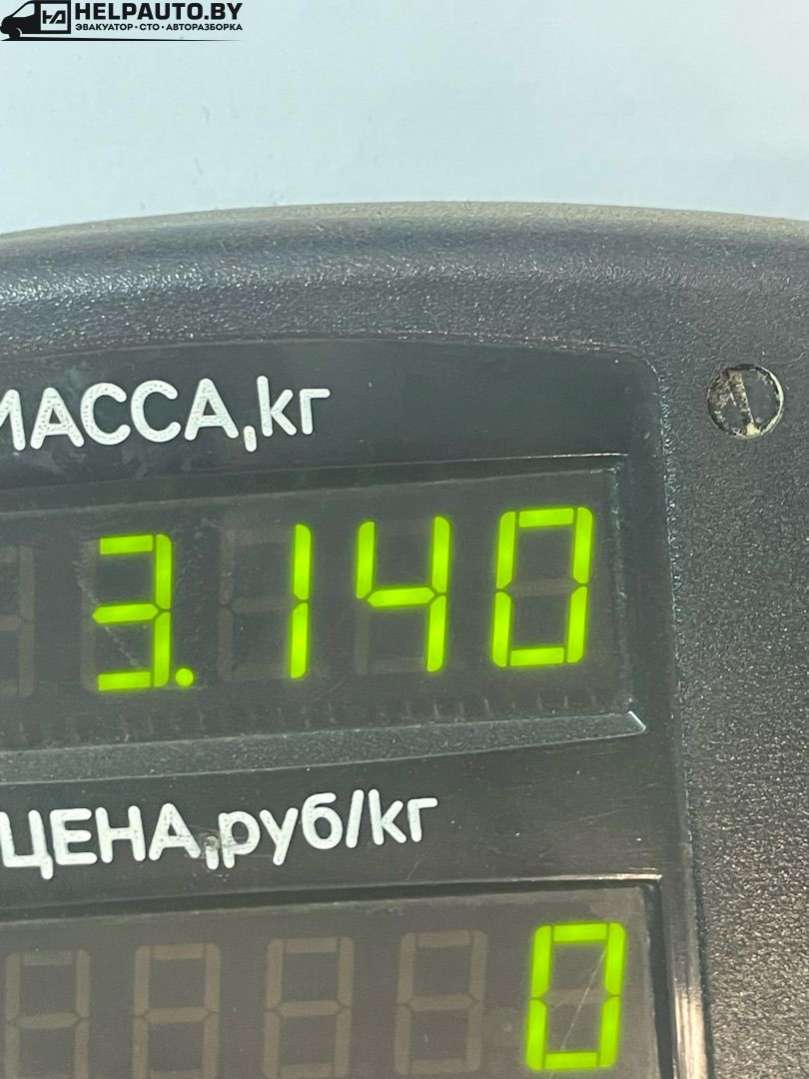 HELPAUTO.BY
ЭВАКУАТОР • СТО • АВТОРАЗБОРКА
МАССА,кг
3.140
ЦЕНА,руб/кг
0